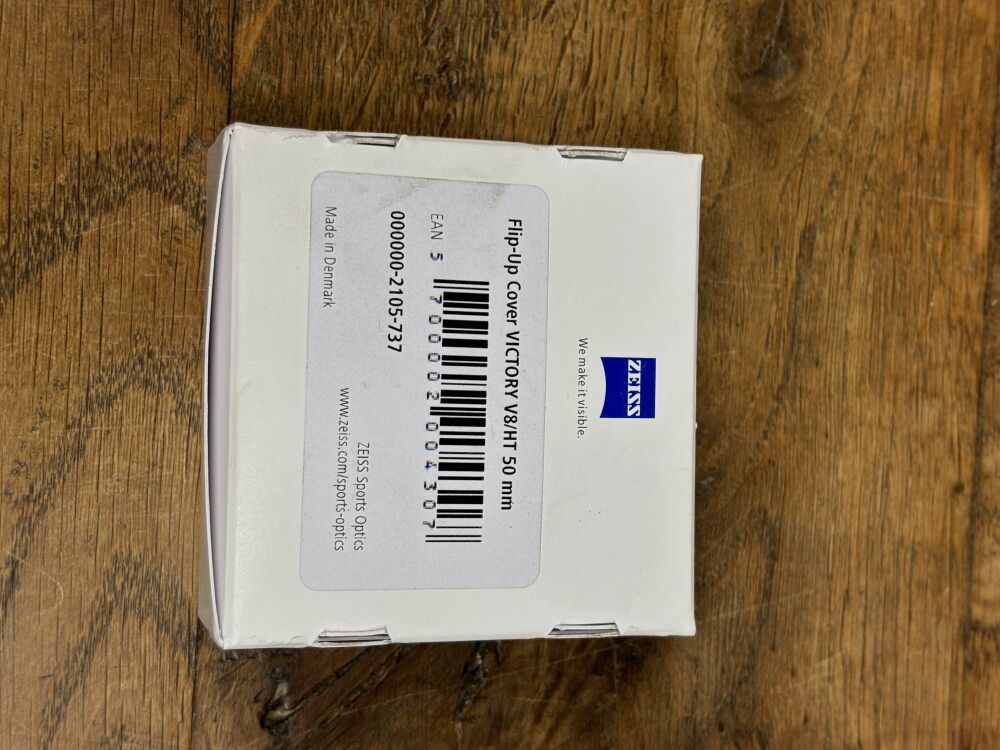 ZEISS
We make it visible.
Flip-Up Cover VICTORY V8/HT 50 mm
EAN 5 700002 004307
000000-2105-737
ZEISS Sports Optics
Made in Denmark www.zeiss.com/sports-optics